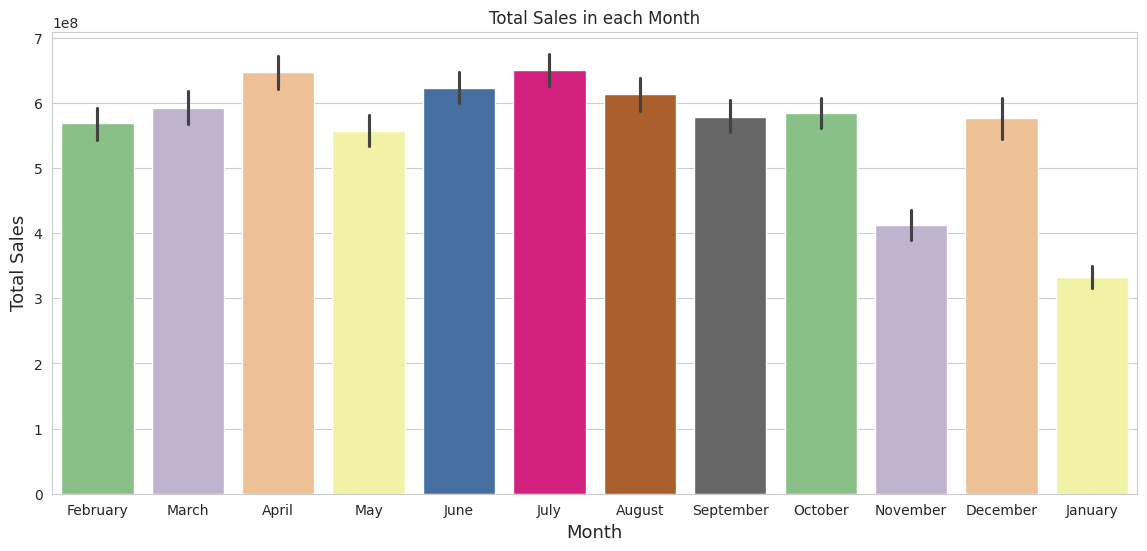 Total Sales in each Month
1e8
7
6
5
4
3
2
1
0
Total Sales
February March April May June July August September October November December January
Month